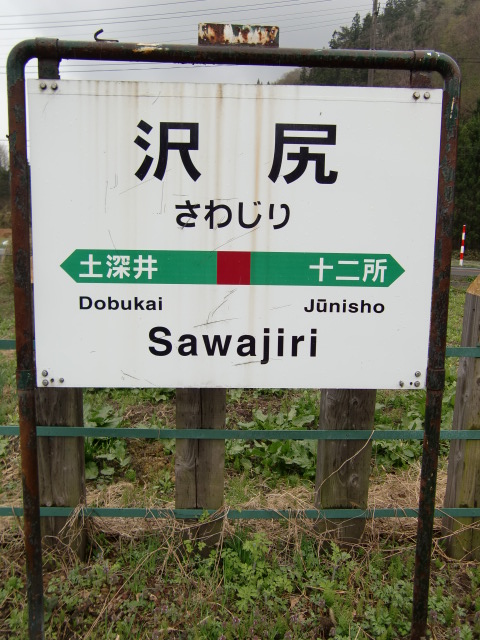 沢尻
さわじり
土深井 十二所
Dobukai Jūnisho
Sawajiri